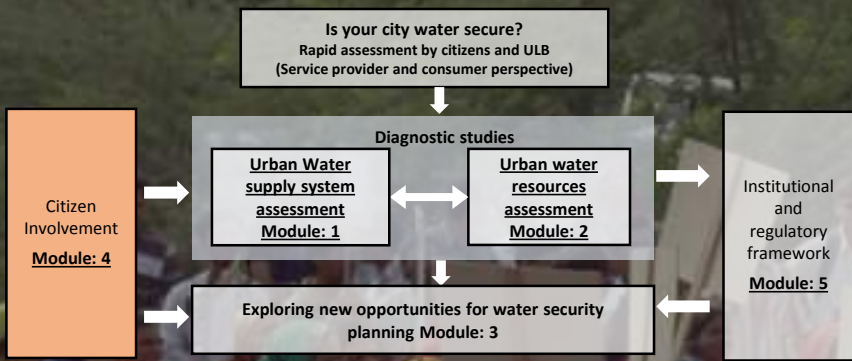 Is your city water secure?
Rapid assessment by citizens and ULB
(Service provider and consumer perspective)
Diagnostic studies
Citizen
Involvement
Module: 4
Urban Water
supply system
assessment
Module: 1
Urban water
resources
assessment
Module: 2
Institutional
and
regulatory
framework
Module: 5
Exploring new opportunities for water security
planning Module: 3